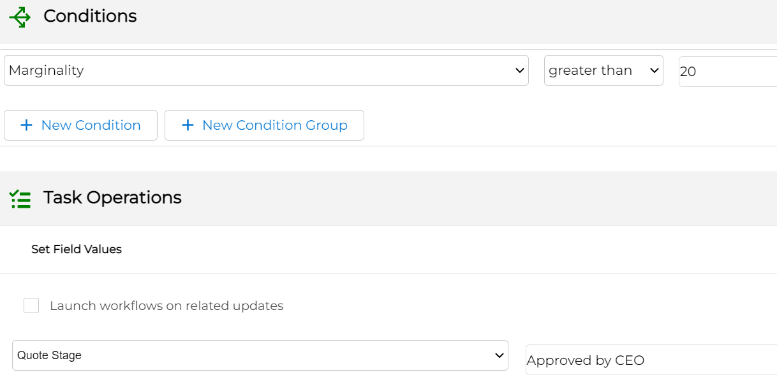 Conditions
Marginality greater than 20
+ New Condition + New Condition Group
Task Operations
Set Field Values
Launch workflows on related updates
Quote Stage Approved by CEO